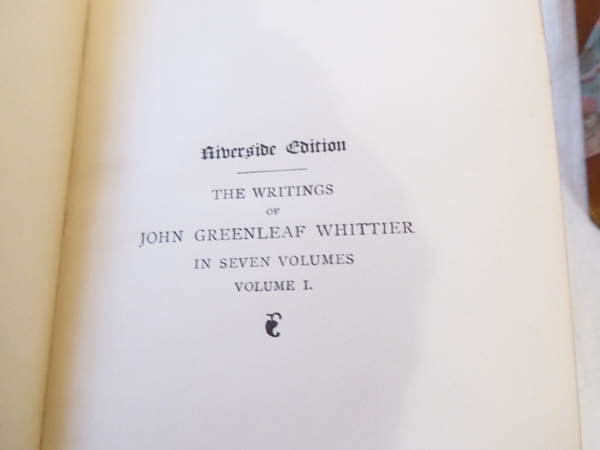 Riverside Edition
THE WRITINGS
OF
JOHN GREENLEAF WHITTIER
IN SEVEN VOLUMES
VOLUME I.